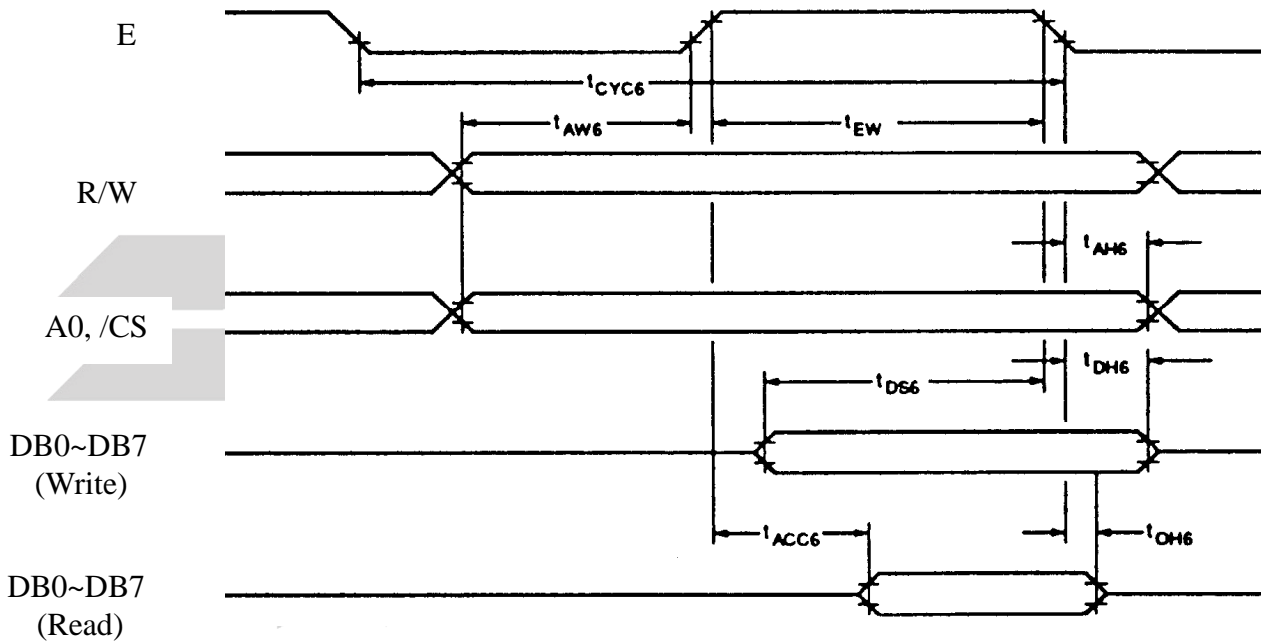 E
tCYC6
tAW6
tEW
R/W
tAH6
A0, /CS
tDH6
tDS6
DB0~DB7
(Write)
tACC6
tOH6
DB0~DB7
(Read)